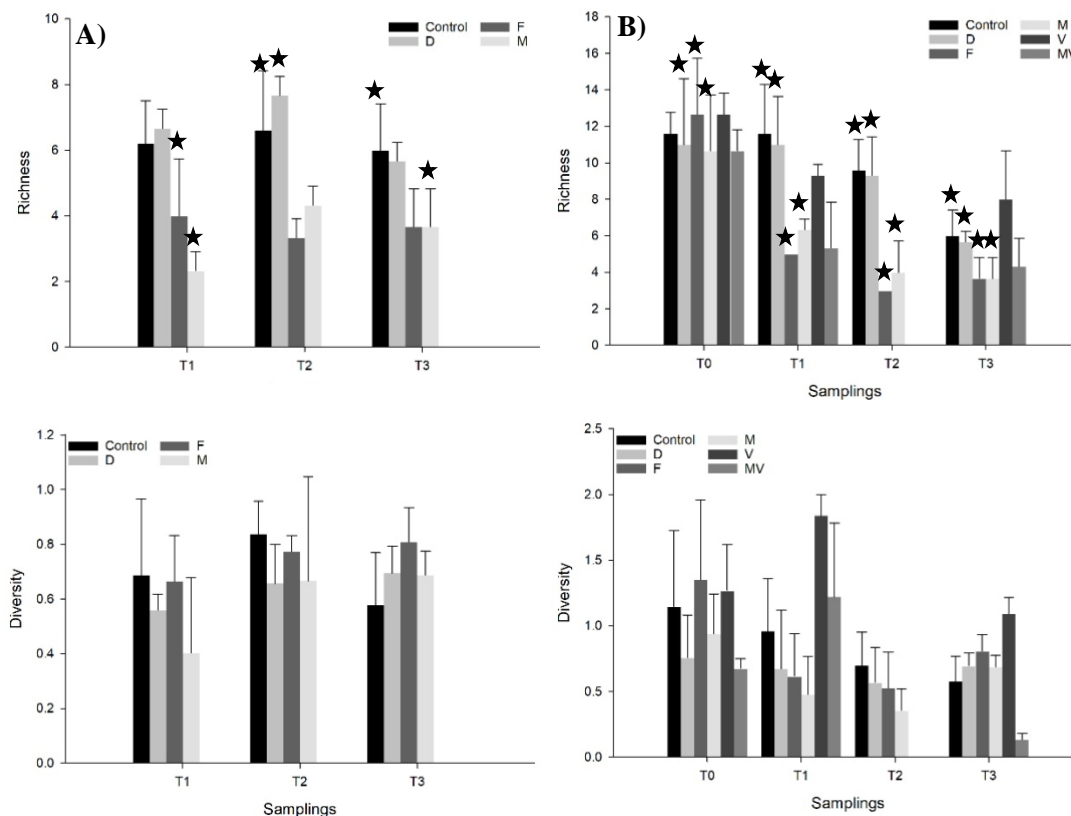 A)
Control F
D M
Richness
10
8
6
4
2
0
T1 T2 T3
B)
Control M
D V
F MV
Richness
18
16
14
12
10
8
6
4
2
0
T0 T1 T2 T3
Samplings
Control F
D M
Diversity
1.2
1.0
0.8
0.6
0.4
0.2
0.0
T1 T2 T3
Samplings
Control M
D V
F MV
Diversity
2.5
2.0
1.5
1.0
0.5
0.0
T0 T1 T2 T3
Samplings